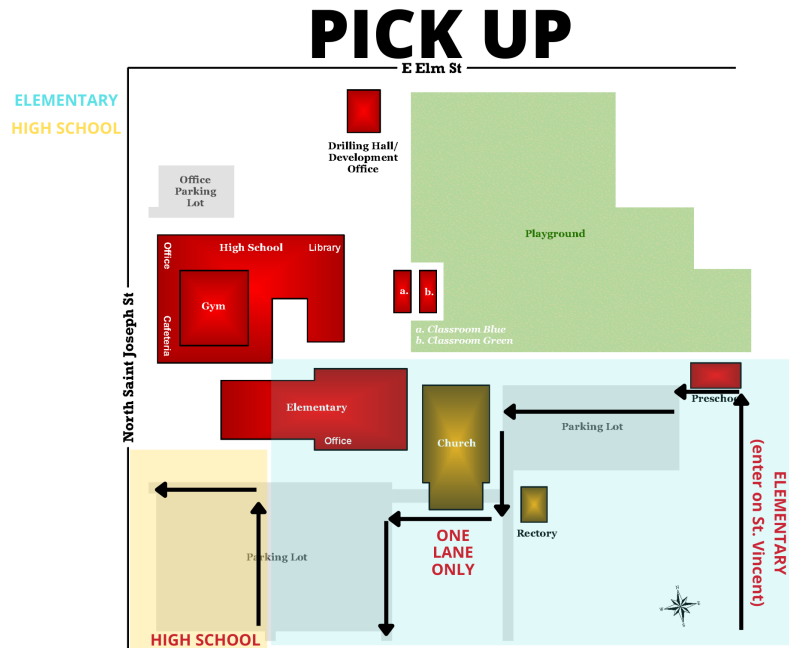 PICK UP
E Elm St
ELEMENTARY
HIGH SCHOOL
Drilling Hall/
Development
Office
Office
Parking
Lot
Playground
Office
High School
Library
Gym
Cafeteria
a.
b.
a. Classroom Blue
b. Classroom Green
North Saint Joseph St
Preschoo
Elementary
Office
Church
Parking Lot
ELEMENTARY
(enter on St. Vincent)
Rectory
ONE
LANE
ONLY
Parking Lot
HIGH SCHOOL